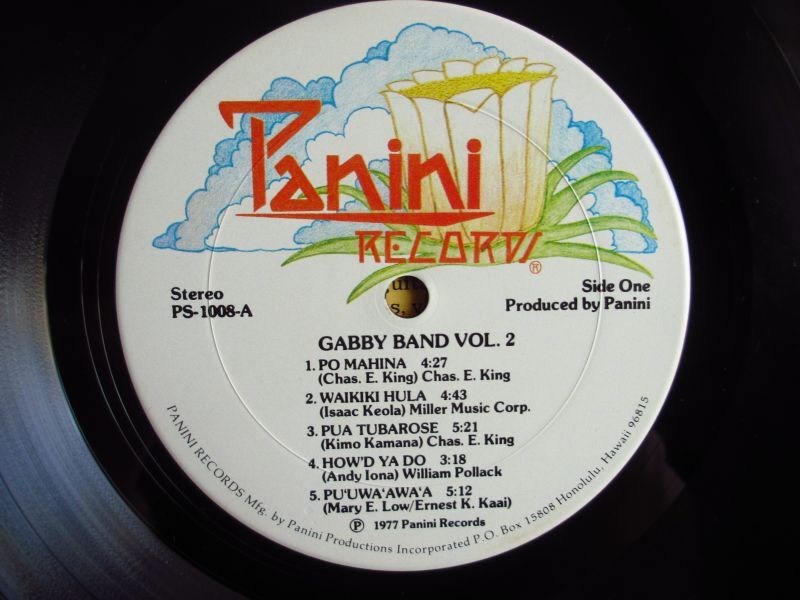 Panini
RECORDS
®
Stereo
PS-1008-A
Side One
Produced by Panini
GABBY BAND VOL. 2
1. PO MAHINA 4:27
(Chas. E. King) Chas. E. King
2. WAIKIKI HULA 4:43
(Isaac Keola) Miller Music Corp.
3. PUA TUBAROSE 5:21
(Kimo Kamana) Chas. E. King
4. HOW'D YA DO 3:18
(Andy Iona) William Pollack
5. PU‘UWA‘AWA‘A 5:12
(Mary E. Low/Ernest K. Kaai)
℗ 1977 Panini Records
PANINI RECORDS Mfg. by Panini Productions Incorporated P.O. Box 15808 Honolulu, Hawaii 96815